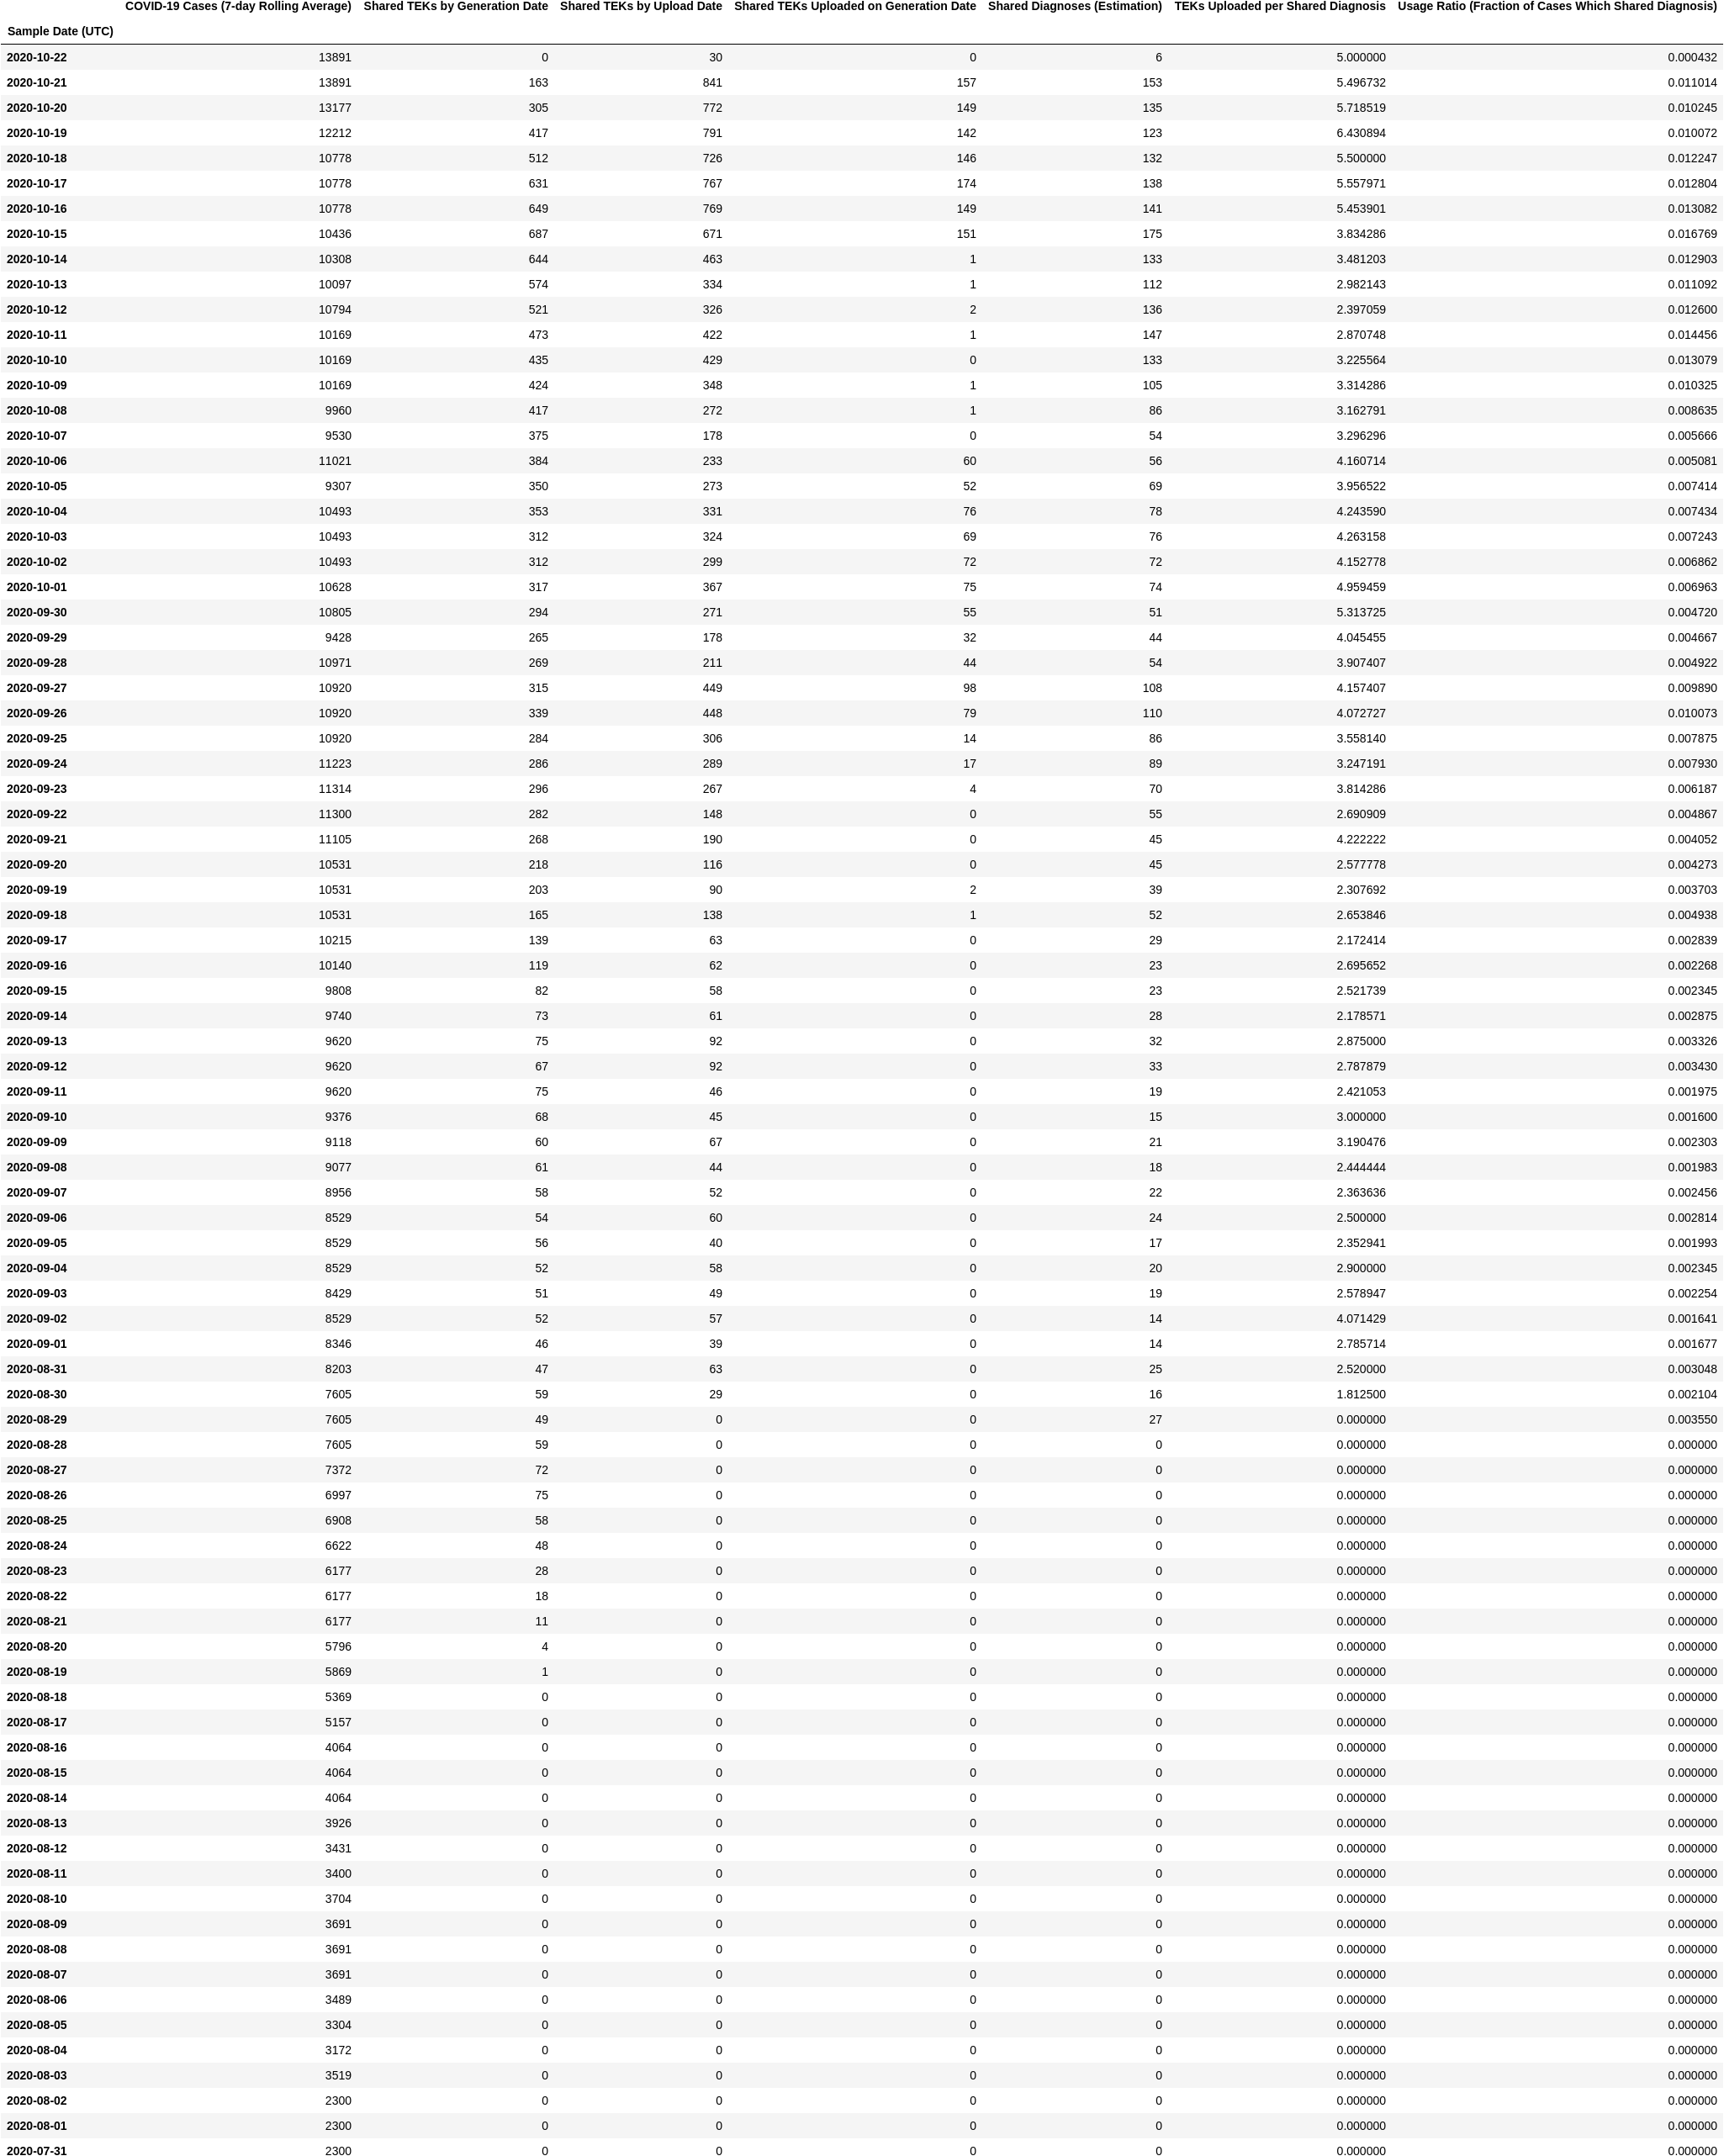 COVID-19 Cases (7-day Rolling Average) Shared TEKs by Generation Date Shared TEKs by Upload Date Shared TEKs Uploaded on Generation Date Shared Diagnoses (Estimation) TEKs Uploaded per Shared Diagnosis Usage Ratio (Fraction of Cases Which Shared Diagnosis)
Sample Date (UTC)
2020-10-22 13891 0 30 0 6 5.000000 0.000432
2020-10-21 13891 163 841 157 153 5.496732 0.011014
2020-10-20 13177 305 772 149 135 5.718519 0.010245
2020-10-19 12212 417 791 142 123 6.430894 0.010072
2020-10-18 10778 512 726 146 132 5.500000 0.012247
2020-10-17 10778 631 767 174 138 5.557971 0.012804
2020-10-16 10778 649 769 149 141 5.453901 0.013082
2020-10-15 10436 687 671 151 175 3.834286 0.016769
2020-10-14 10308 644 463 1 133 3.481203 0.012903
2020-10-13 10097 574 334 1 112 2.982143 0.011092
2020-10-12 10794 521 326 2 136 2.397059 0.012600
2020-10-11 10169 473 422 1 147 2.870748 0.014456
2020-10-10 10169 435 429 0 133 3.225564 0.013079
2020-10-09 10169 424 348 1 105 3.314286 0.010325
2020-10-08 9960 417 272 1 86 3.162791 0.008635
2020-10-07 9530 375 178 0 54 3.296296 0.005666
2020-10-06 11021 384 233 60 56 4.160714 0.005081
2020-10-05 9307 350 273 52 69 3.956522 0.007414
2020-10-04 10493 353 331 76 78 4.243590 0.007434
2020-10-03 10493 312 324 69 76 4.263158 0.007243
2020-10-02 10493 312 299 72 72 4.152778 0.006862
2020-10-01 10628 317 367 75 74 4.959459 0.006963
2020-09-30 10805 294 271 55 51 5.313725 0.004720
2020-09-29 9428 265 178 32 44 4.045455 0.004667
2020-09-28 10971 269 211 44 54 3.907407 0.004922
2020-09-27 10920 315 449 98 108 4.157407 0.009890
2020-09-26 10920 339 448 79 110 4.072727 0.010073
2020-09-25 10920 284 306 14 86 3.558140 0.007875
2020-09-24 11223 286 289 17 89 3.247191 0.007930
2020-09-23 11314 296 267 4 70 3.814286 0.006187
2020-09-22 11300 282 148 0 55 2.690909 0.004867
2020-09-21 11105 268 190 0 45 4.222222 0.004052
2020-09-20 10531 218 116 0 45 2.577778 0.004273
2020-09-19 10531 203 90 2 39 2.307692 0.003703
2020-09-18 10531 165 138 1 52 2.653846 0.004938
2020-09-17 10215 139 63 0 29 2.172414 0.002839
2020-09-16 10140 119 62 0 23 2.695652 0.002268
2020-09-15 9808 82 58 0 23 2.521739 0.002345
2020-09-14 9740 73 61 0 28 2.178571 0.002875
2020-09-13 9620 75 92 0 32 2.875000 0.003326
2020-09-12 9620 67 92 0 33 2.787879 0.003430
2020-09-11 9620 75 46 0 19 2.421053 0.001975
2020-09-10 9376 68 45 0 15 3.000000 0.001600
2020-09-09 9118 60 67 0 21 3.190476 0.002303
2020-09-08 9077 61 44 0 18 2.444444 0.001983
2020-09-07 8956 58 52 0 22 2.363636 0.002456
2020-09-06 8529 54 60 0 24 2.500000 0.002814
2020-09-05 8529 56 40 0 17 2.352941 0.001993
2020-09-04 8529 52 58 0 20 2.900000 0.002345
2020-09-03 8429 51 49 0 19 2.578947 0.002254
2020-09-02 8529 52 57 0 14 4.071429 0.001641
2020-09-01 8346 46 39 0 14 2.785714 0.001677
2020-08-31 8203 47 63 0 25 2.520000 0.003048
2020-08-30 7605 59 29 0 16 1.812500 0.002104
2020-08-29 7605 49 0 0 27 0.000000 0.003550
2020-08-28 7605 59 0 0 0 0.000000 0.000000
2020-08-27 7372 72 0 0 0 0.000000 0.000000
2020-08-26 6997 75 0 0 0 0.000000 0.000000
2020-08-25 6908 58 0 0 0 0.000000 0.000000
2020-08-24 6622 48 0 0 0 0.000000 0.000000
2020-08-23 6177 28 0 0 0 0.000000 0.000000
2020-08-22 6177 18 0 0 0 0.000000 0.000000
2020-08-21 6177 11 0 0 0 0.000000 0.000000
2020-08-20 5796 4 0 0 0 0.000000 0.000000
2020-08-19 5869 1 0 0 0 0.000000 0.000000
2020-08-18 5369 0 0 0 0 0.000000 0.000000
2020-08-17 5157 0 0 0 0 0.000000 0.000000
2020-08-16 4064 0 0 0 0 0.000000 0.000000
2020-08-15 4064 0 0 0 0 0.000000 0.000000
2020-08-14 4064 0 0 0 0 0.000000 0.000000
2020-08-13 3926 0 0 0 0 0.000000 0.000000
2020-08-12 3431 0 0 0 0 0.000000 0.000000
2020-08-11 3400 0 0 0 0 0.000000 0.000000
2020-08-10 3704 0 0 0 0 0.000000 0.000000
2020-08-09 3691 0 0 0 0 0.000000 0.000000
2020-08-08 3691 0 0 0 0 0.000000 0.000000
2020-08-07 3691 0 0 0 0 0.000000 0.000000
2020-08-06 3489 0 0 0 0 0.000000 0.000000
2020-08-05 3304 0 0 0 0 0.000000 0.000000
2020-08-04 3172 0 0 0 0 0.000000 0.000000
2020-08-03 3519 0 0 0 0 0.000000 0.000000
2020-08-02 2300 0 0 0 0 0.000000 0.000000
2020-08-01 2300 0 0 0 0 0.000000 0.000000
2020-07-31 2300 0 0 0 0 0.000000 0.000000